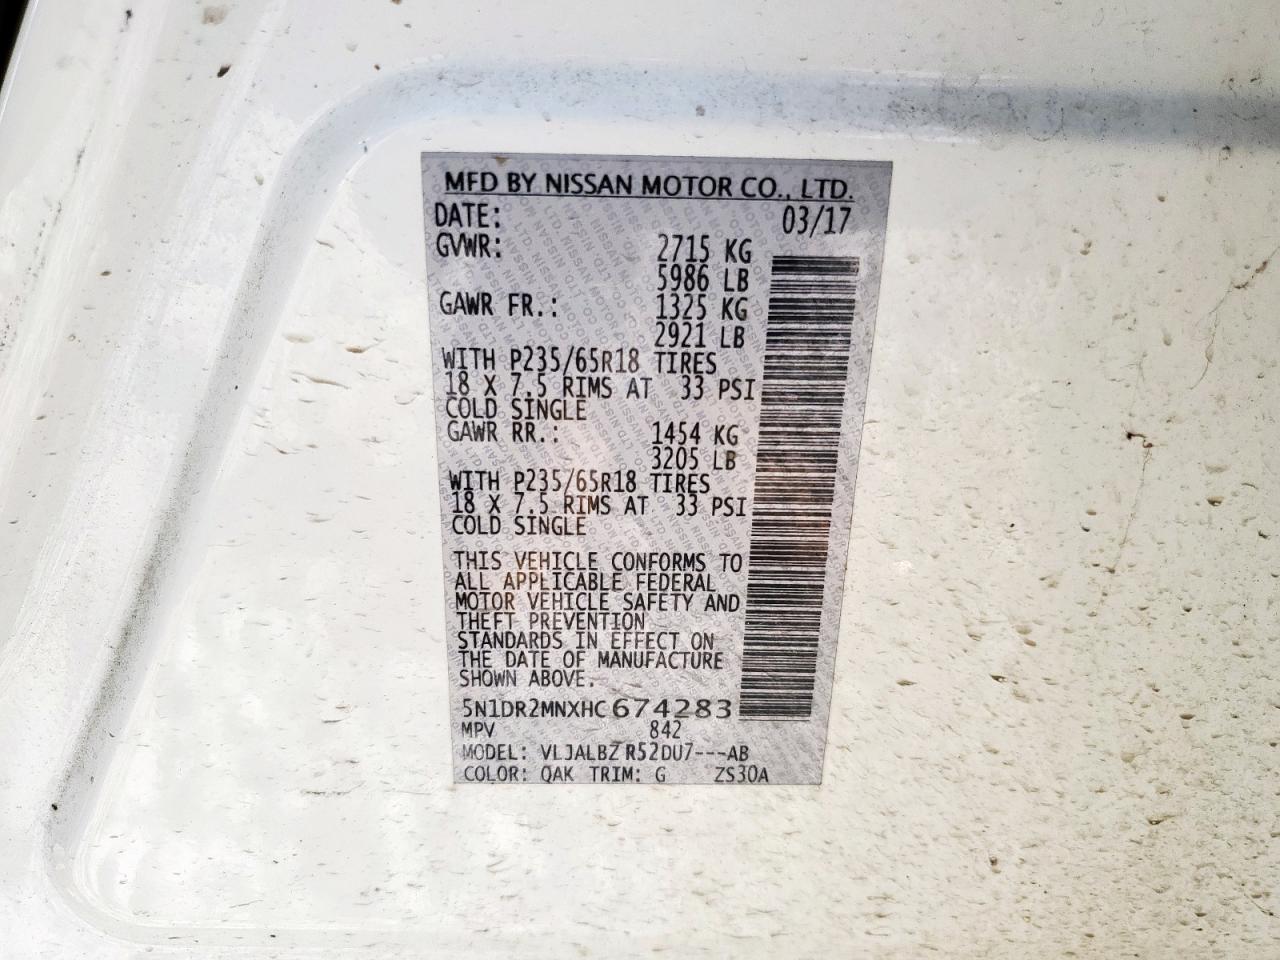 MFD BY NISSAN MOTOR CO., LTD.
DATE: 03/17
GVWR: 2715 KG
5986 LB
GAWR FR.: 1325 KG
2921 LB
WITH P235/65R18 TIRES
18 X 7.5 RIMS AT 33 PSI
COLD SINGLE
GAWR RR.: 1454 KG
3205 LB
WITH P235/65R18 TIRES
18 X 7.5 RIMS AT 33 PSI
COLD SINGLE
THIS VEHICLE CONFORMS TO
ALL APPLICABLE FEDERAL
MOTOR VEHICLE SAFETY AND
THEFT PREVENTION
STANDARDS IN EFFECT ON
THE DATE OF MANUFACTURE
SHOWN ABOVE.
5N1DR2MNXHC674283
MPV 842
MODEL: VLJALBZ R52DU7---AB
COLOR: QAK TRIM: G ZS30A